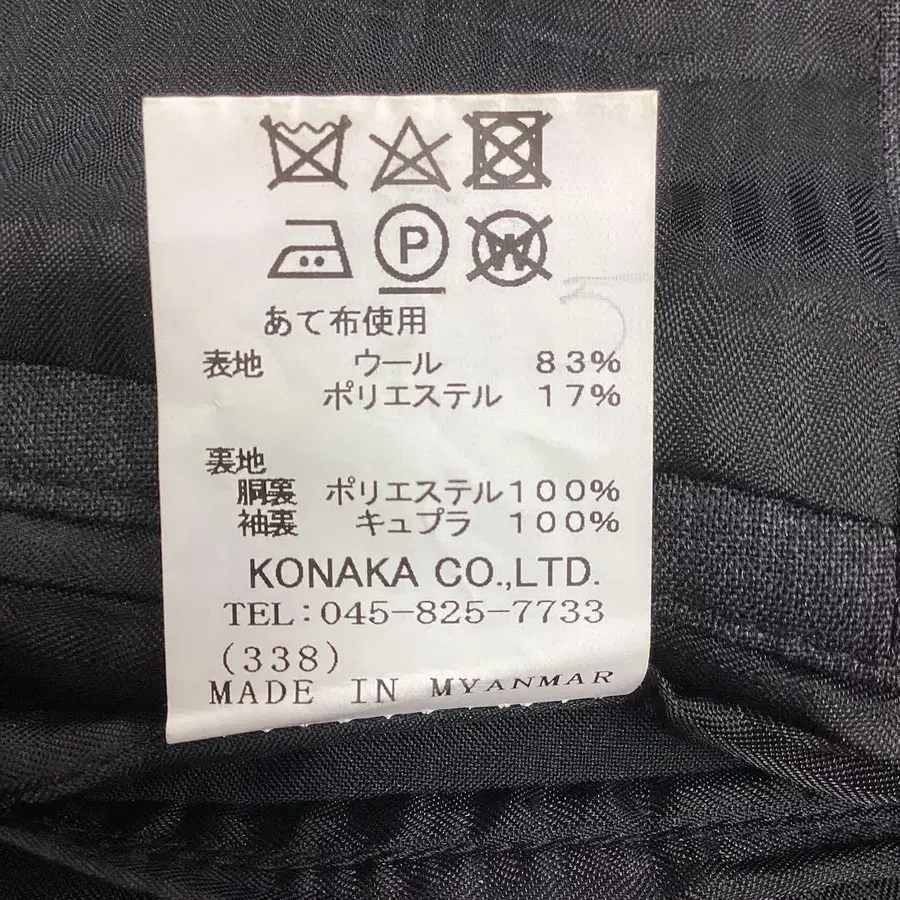 P
W
あて布使用
表地 ウール 83%
ポリエステル 17%
裏地
胴裏 ポリエステル100%
袖裏 キュプラ 100%
KONAKA CO.,LTD.
TEL:045-825-7733
(338)
MADE IN MYANMAR